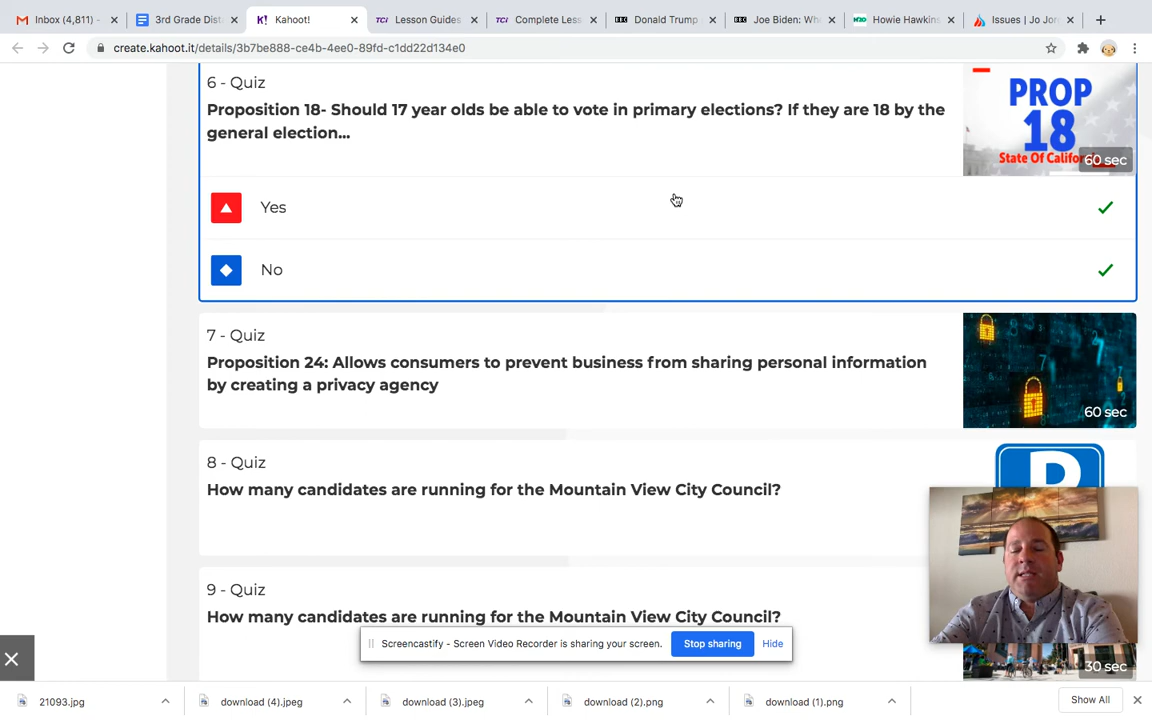 Inbox (4,811) -
3rd Grade Dist
K! Kahoot!
TCI Lesson Guides
TCI Complete Less
Donald Trump
Joe Biden: Whe
Howie Hawkins
Issues | Jo Jor
create.kahoot.it/details/3b7be888-ce4b-4ee0-89fd-c1dd22d134e0
6 - Quiz
Proposition 18- Should 17 year olds be able to vote in primary elections? If they are 18 by the
general election...
PROP
18
State Of Califor
60 sec
Yes
No
7 - Quiz
Proposition 24: Allows consumers to prevent business from sharing personal information
by creating a privacy agency
60 sec
8 - Quiz
How many candidates are running for the Mountain View City Council?
9 - Quiz
How many candidates are running for the Mountain View City Council?
30 sec
Screencastify - Screen Video Recorder is sharing your screen.
Stop sharing
Hide
21093.jpg
download (4).jpeg
download (3).jpeg
download (2).png
download (1).png
Show All